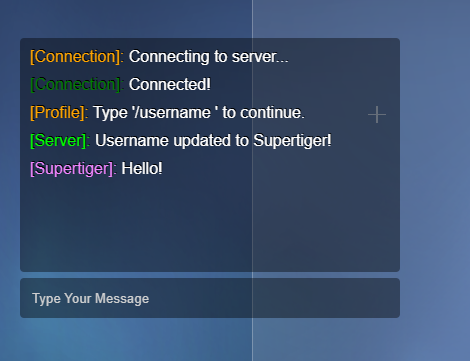 [Connection]: Connecting to server...
[Connection]: Connected!
[Profile]: Type '/username ' to continue.
[Server]: Username updated to Supertiger!
[Supertiger]: Hello!
Type Your Message